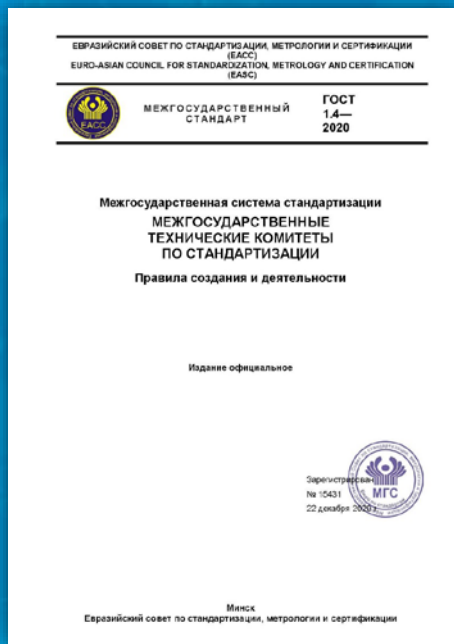 ЕВРАЗИЙСКИЙ СОВЕТ ПО СТАНДАРТИЗАЦИИ, МЕТРОЛОГИИ И СЕРТИФИКАЦИИ
(ЕАСС)
EURO-ASIAN COUNCIL FOR STANDARDIZATION, METROLOGY AND CERTIFICATION
(EASC)
ЕАСС
МЕЖГОСУДАРСТВЕННЫЙ
СТАНДАРТ
ГОСТ
1.4—
2020
Межгосударственная система стандартизации
МЕЖГОСУДАРСТВЕННЫЕ
ТЕХНИЧЕСКИЕ КОМИТЕТЫ
ПО СТАНДАРТИЗАЦИИ
Правила создания и деятельности
Издание официальное
Зарегистрирован
№ 15431
22 декабря 2020 г.
МГС
Минск
Евразийский совет по стандартизации, метрологии и сертификации